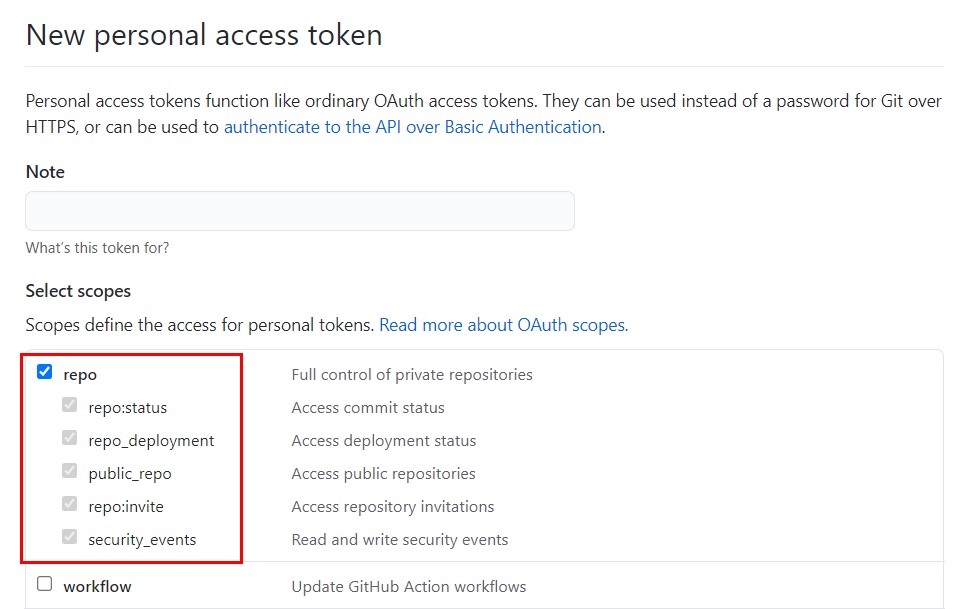 New personal access token
Personal access tokens function like ordinary OAuth access tokens. They can be used instead of a password for Git over
HTTPS, or can be used to authenticate to the API over Basic Authentication.
Note
What's this token for?
Select scopes
Scopes define the access for personal tokens. Read more about OAuth scopes.
repo Full control of private repositories
repo:status Access commit status
repo_deployment Access deployment status
public_repo Access public repositories
repo:invite Access repository invitations
security_events Read and write security events
workflow Update GitHub Action workflows